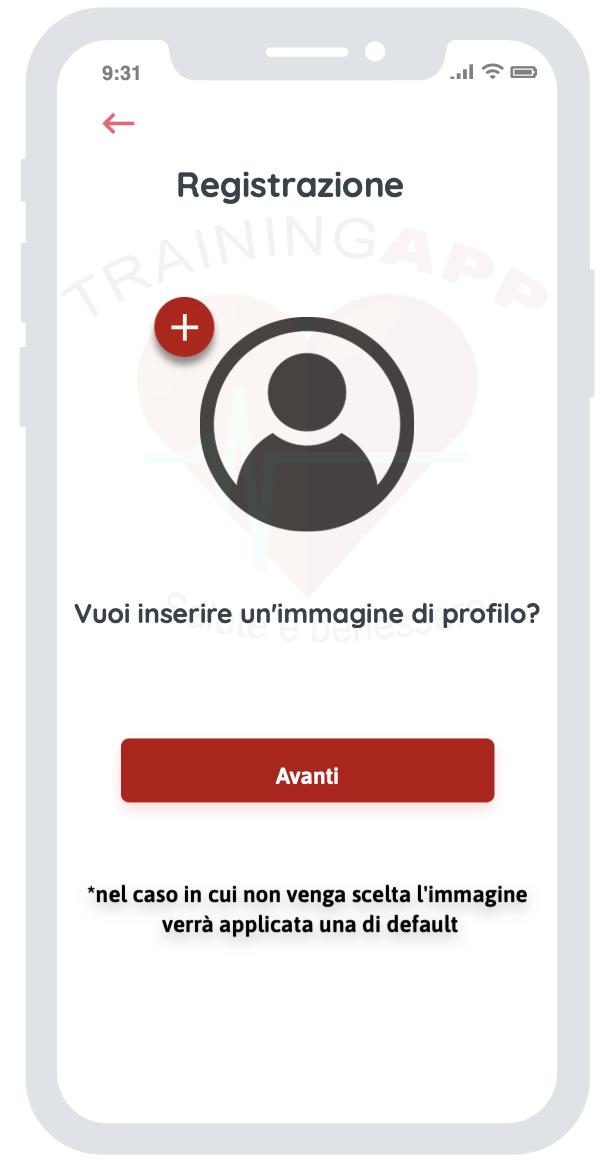 9:31
Registrazione
TRAININGAPP
Vuoi inserire un'immagine di profilo?
Salute e benessere
Avanti
*nel caso in cui non venga scelta l'immagine
verrà applicata una di default